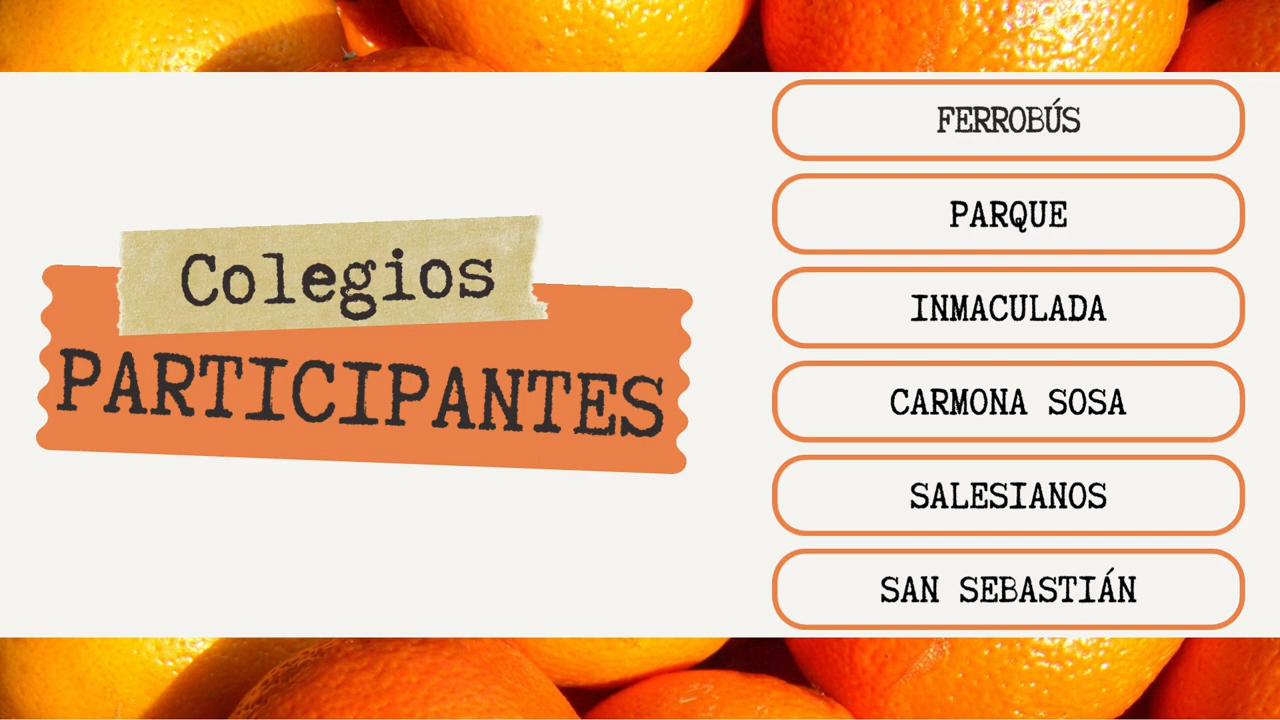 Colegios
PARTICIPANTES
FERROBÚS
PARQUE
INMACULADA
CARMONA SOSA
SALESIANOS
SAN SEBASTIÁN